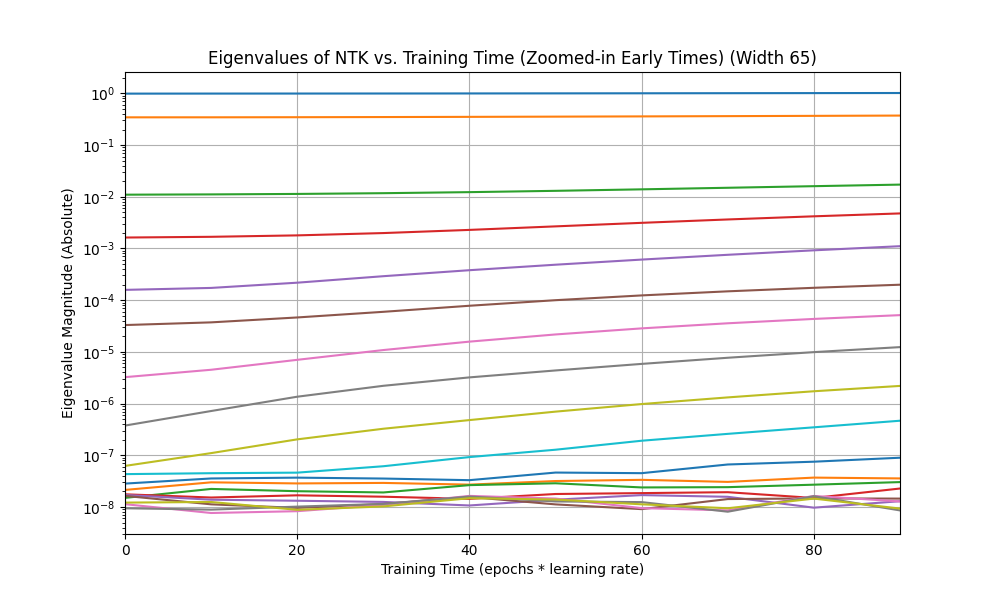 Eigenvalues of NTK vs. Training Time (Zoomed-in Early Times) (Width 65)
Eigenvalue Magnitude (Absolute)
10⁰
10⁻¹
10⁻²
10⁻³
10⁻⁴
10⁻⁵
10⁻⁶
10⁻⁷
10⁻⁸
0 20 40 60 80
Training Time (epochs * learning rate)